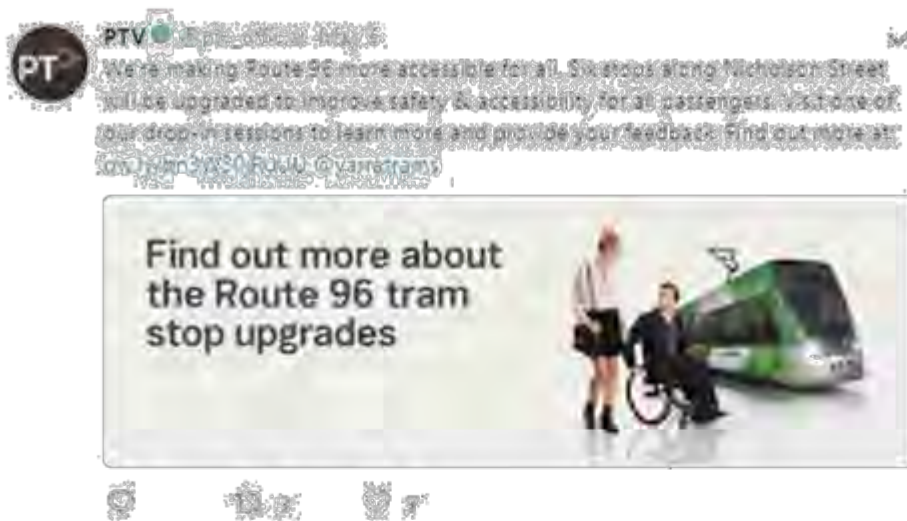 PT
PTV
We're making Route 96 more accessible for all. Six stops along Nicholson Street
will be upgraded to improve safety & accessibility for all passengers. Visit one of
our drop-in sessions to learn more and provide your feedback. Find out more at:
@yarratrams
Find out more about
the Route 96 tram
stop upgrades